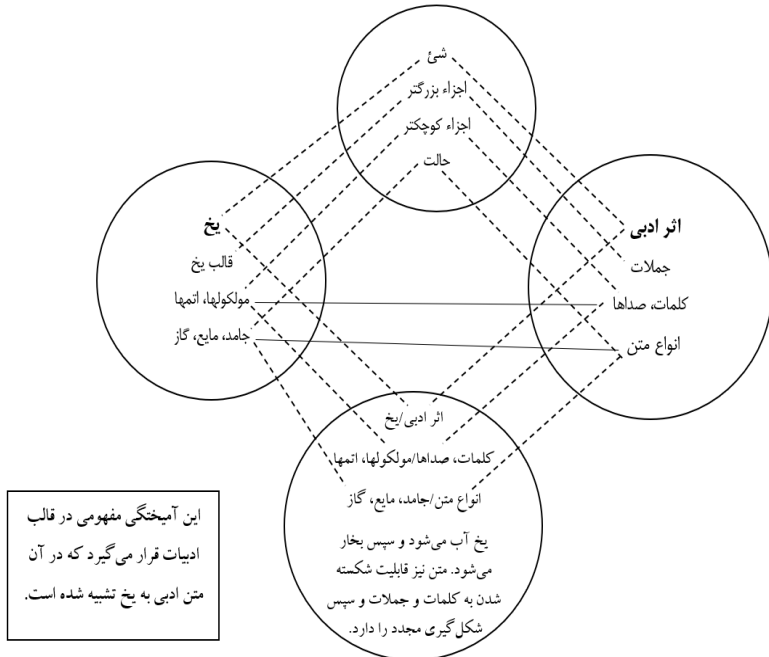 شئ
اجزاء بزرگتر
اجزاء کوچکتر
حالت
اثر ادبی
جملات
کلمات، صداها
انواع متن
یخ
قالب یخ
مولکولها، اتمها
جامد، مایع، گاز
اثر ادبی/یخ
کلمات، صداها/مولکولها، اتمها
انواع متن/جامد، مایع، گاز
یخ آب می‌شود و سپس بخار
می‌شود. متن نیز قابلیت شکسته
شدن به کلمات و جملات و سپس
شکل‌گیری مجدد را دارد.
این آمیختگی مفهومی در قالب
ادبیات قرار می‌گیرد که در آن
متن ادبی به یخ تشبیه شده است.